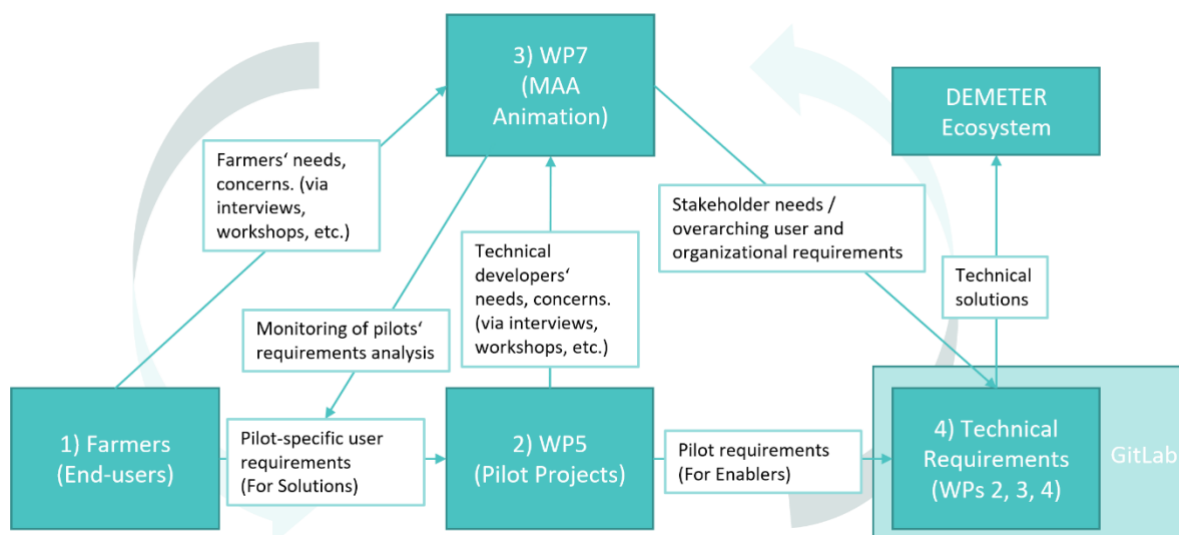 3) WP7
(MAA
Animation)
DEMETER
Ecosystem
Farmers‘ needs,
concerns. (via
interviews,
workshops, etc.)
Stakeholder needs /
overarching user and
organizational requirements
Technical
developers‘
needs, concerns.
(via interviews,
workshops, etc.)
Technical
solutions
Monitoring of pilots‘
requirements analysis
1) Farmers
(End-users)
Pilot-specific user
requirements
(For Solutions)
2) WP5
(Pilot Projects)
Pilot requirements
(For Enablers)
4) Technical
Requirements
(WPs 2, 3, 4)
GitLab